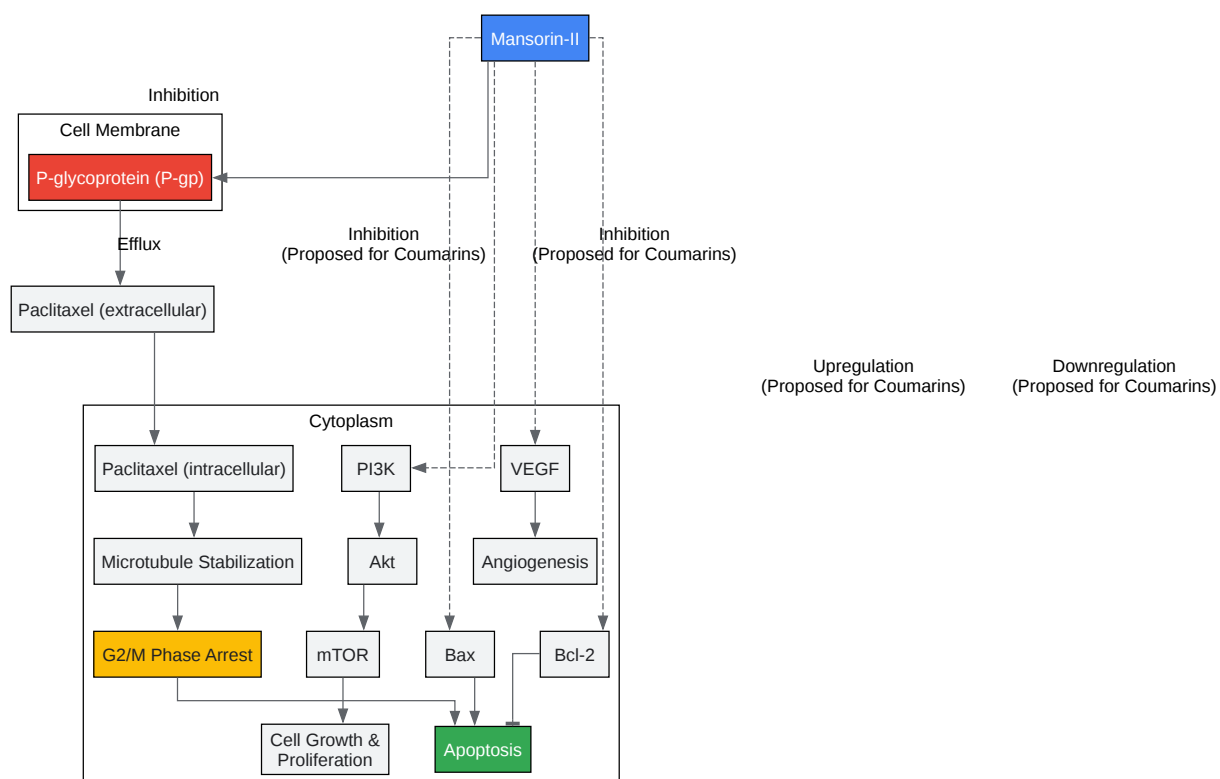 Mansorin-II
Inhibition
Cell Membrane
P-glycoprotein (P-gp)
Efflux
Inhibition
(Proposed for Coumarins)
Inhibition
(Proposed for Coumarins)
Paclitaxel (extracellular)
Upregulation
(Proposed for Coumarins)
Downregulation
(Proposed for Coumarins)
Cytoplasm
Paclitaxel (intracellular)
PI3K
VEGF
Microtubule Stabilization
Akt
Angiogenesis
G2/M Phase Arrest
mTOR
Bax
Bcl-2
Cell Growth &
Proliferation
Apoptosis